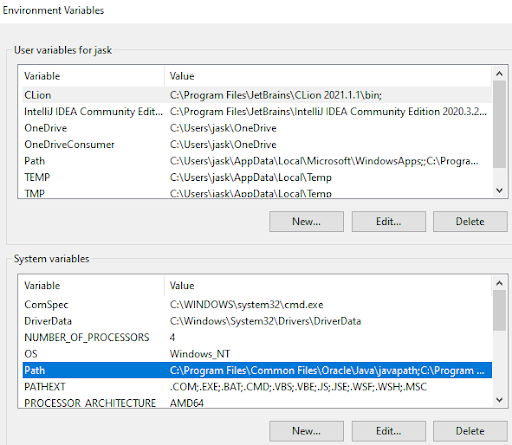 Environment Variables
User variables for jask
Variable Value
CLion C:\Program Files\JetBrains\CLion 2021.1.1\bin;
IntelliJ IDEA Community Edit... C:\Program Files\JetBrains\IntelliJ IDEA Community Edition 2020.3.2...
OneDrive C:\Users\jask\OneDrive
OneDriveConsumer C:\Users\jask\OneDrive
Path C:\Users\jask\AppData\Local\Microsoft\WindowsApps;;C:\Progra...
TEMP C:\Users\jask\AppData\Local\Temp
TMP C:\Users\jask\AppData\Local\Temp
New... Edit... Delete
System variables
Variable Value
ComSpec C:\WINDOWS\system32\cmd.exe
DriverData C:\Windows\System32\Drivers\DriverData
NUMBER_OF_PROCESSORS 4
OS Windows_NT
Path C:\Program Files\Common Files\Oracle\Java\javapath;C:\Program ...
PATHEXT .COM;.EXE;.BAT;.CMD;.VBS;.VBE;.JS;.JSE;.WSF;.WSH;.MSC
PROCESSOR_ARCHITECTURE AMD64
New... Edit... Delete